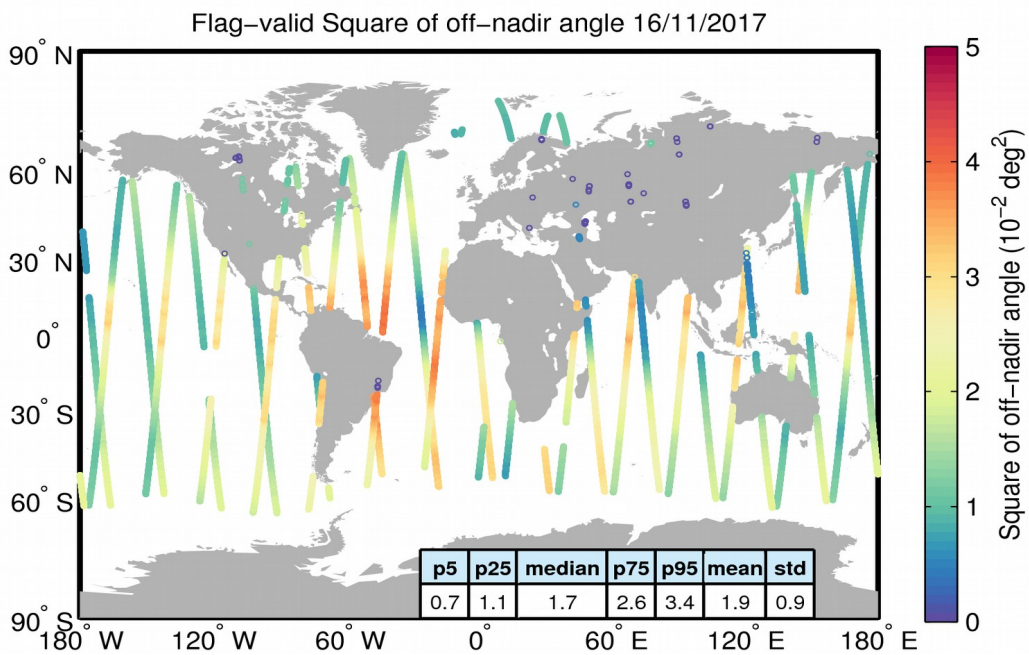 Flag−valid Square of off−nadir angle 16/11/2017
90° N
60° N
30° N
0°
30° S
60° S
90° S
180° W
120° W
60° W
0°
60° E
120° E
180° E
p5 p25 median p75 p95 mean std
0.7 1.1 1.7 2.6 3.4 1.9 0.9
5
4
3
2
1
0
Square of off−nadir angle (10⁻² deg²)